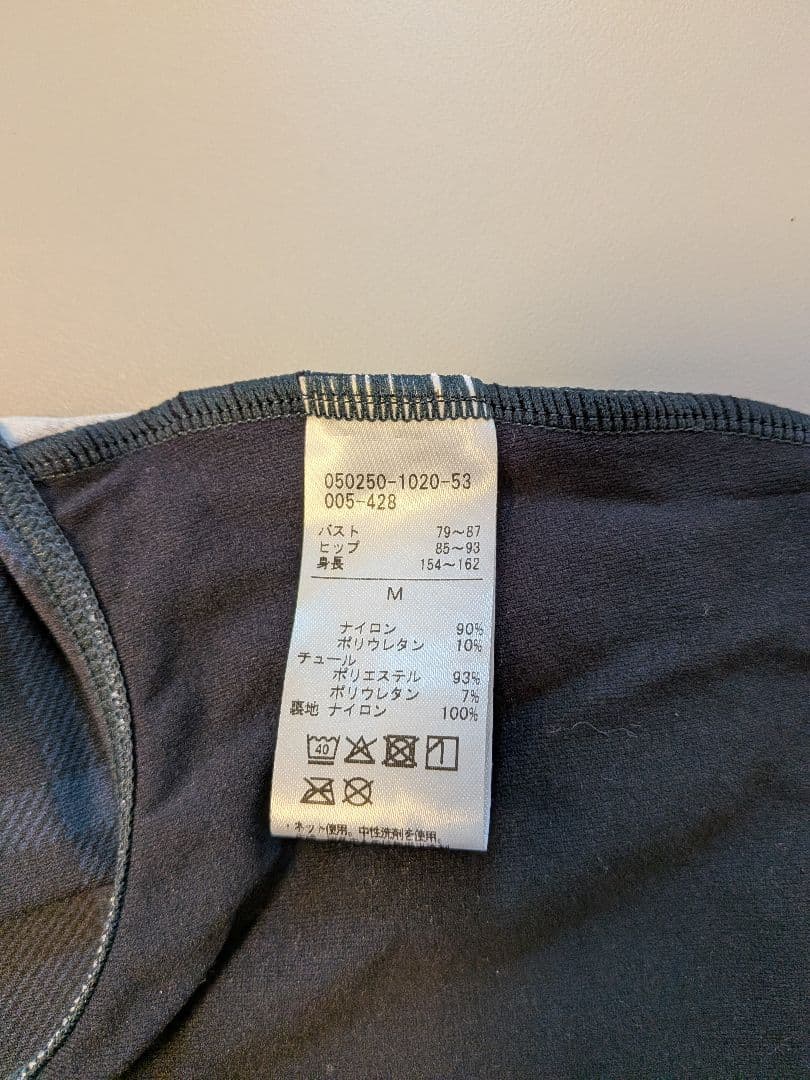 050250-1020-53
005-428
バスト 79～87
ヒップ 85～93
身長 154～162
M
ナイロン 90%
ポリウレタン 10%
チュール
ポリエステル 93%
ポリウレタン 7%
裏地 ナイロン 100%
40
・ネット使用。中性洗剤を使用。